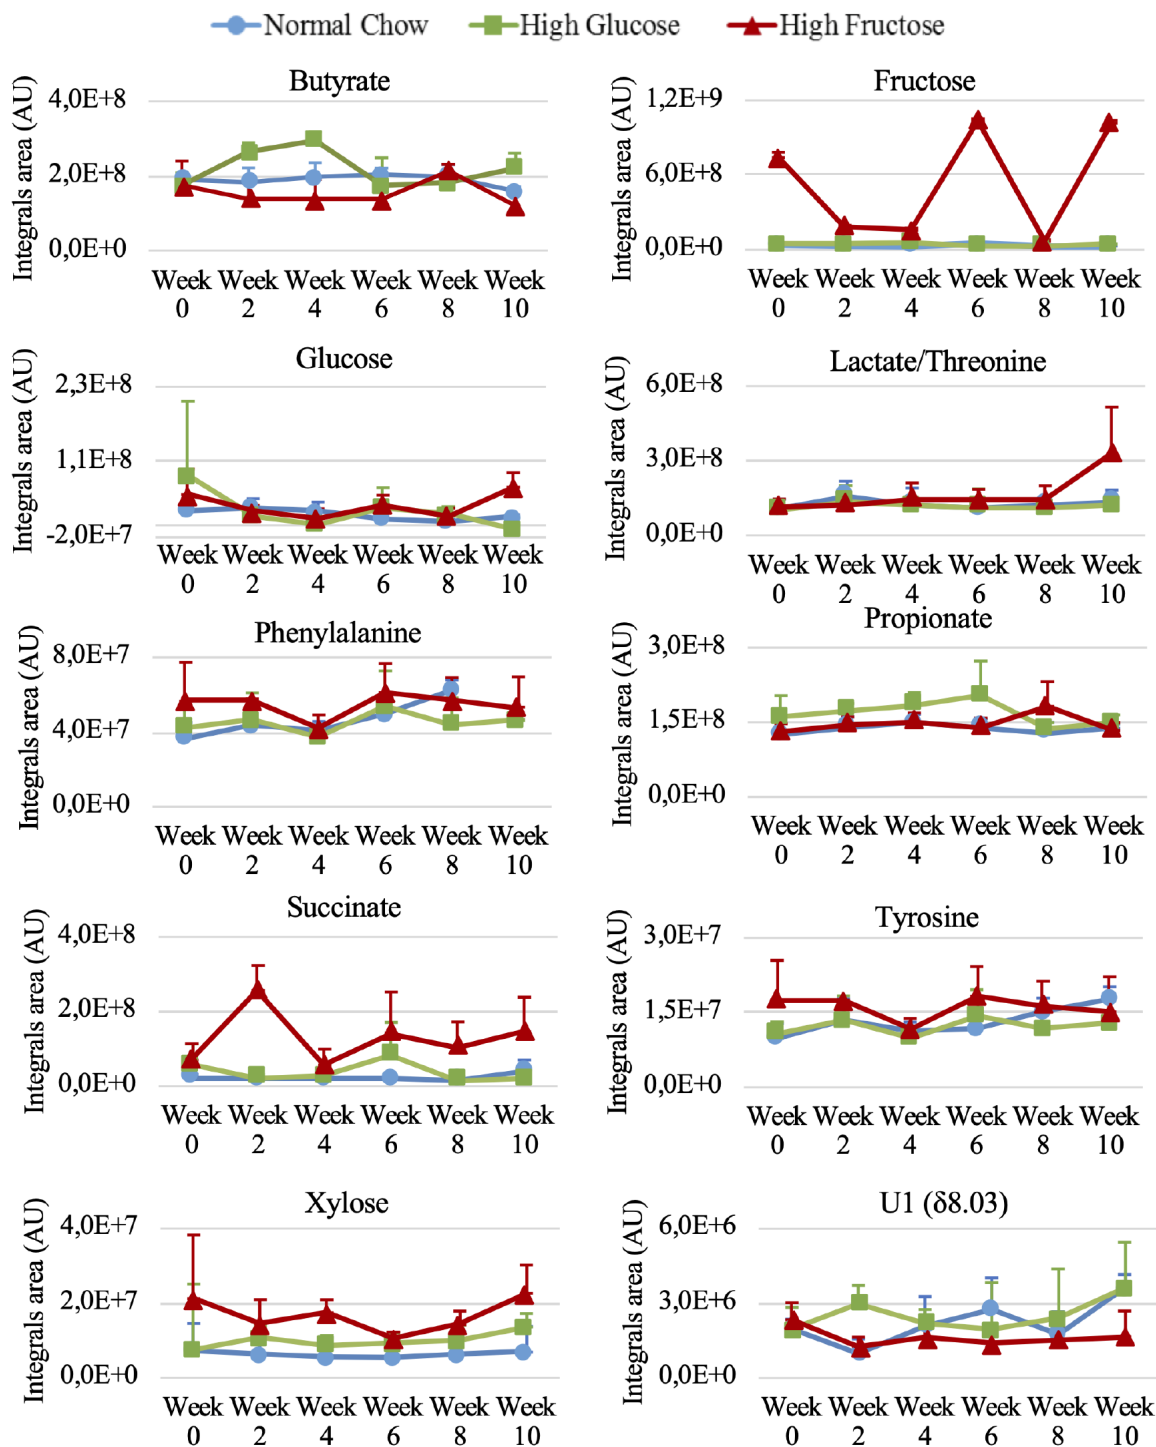 Normal Chow High Glucose High Fructose
Butyrate
Integrals area (AU)
4,0E+8
2,0E+8
0,0E+0
Week Week Week Week Week Week
0 2 4 6 8 10
Fructose
Integrals area (AU)
1,2E+9
6,0E+8
0,0E+0
Week Week Week Week Week Week
0 2 4 6 8 10
Glucose
Integrals area (AU)
2,3E+8
1,1E+8
-2,0E+7
Week Week Week Week Week Week
0 2 4 6 8 10
Lactate/Threonine
Integrals area (AU)
6,0E+8
3,0E+8
0,0E+0
Week Week Week Week Week Week
0 2 4 6 8 10
Phenylalanine
Integrals area (AU)
8,0E+7
4,0E+7
0,0E+0
Week Week Week Week Week Week
0 2 4 6 8 10
Propionate
Integrals area (AU)
3,0E+8
1,5E+8
0,0E+0
Week Week Week Week Week Week
0 2 4 6 8 10
Succinate
Integrals area (AU)
4,0E+8
2,0E+8
0,0E+0
Week Week Week Week Week Week
0 2 4 6 8 10
Tyrosine
Integrals area (AU)
3,0E+7
1,5E+7
0,0E+0
Week Week Week Week Week Week
0 2 4 6 8 10
Xylose
Integrals area (AU)
4,0E+7
2,0E+7
0,0E+0
Week Week Week Week Week Week
0 2 4 6 8 10
U1 (δ8.03)
Integrals area (AU)
6,0E+6
3,0E+6
0,0E+0
Week Week Week Week Week Week
0 2 4 6 8 10